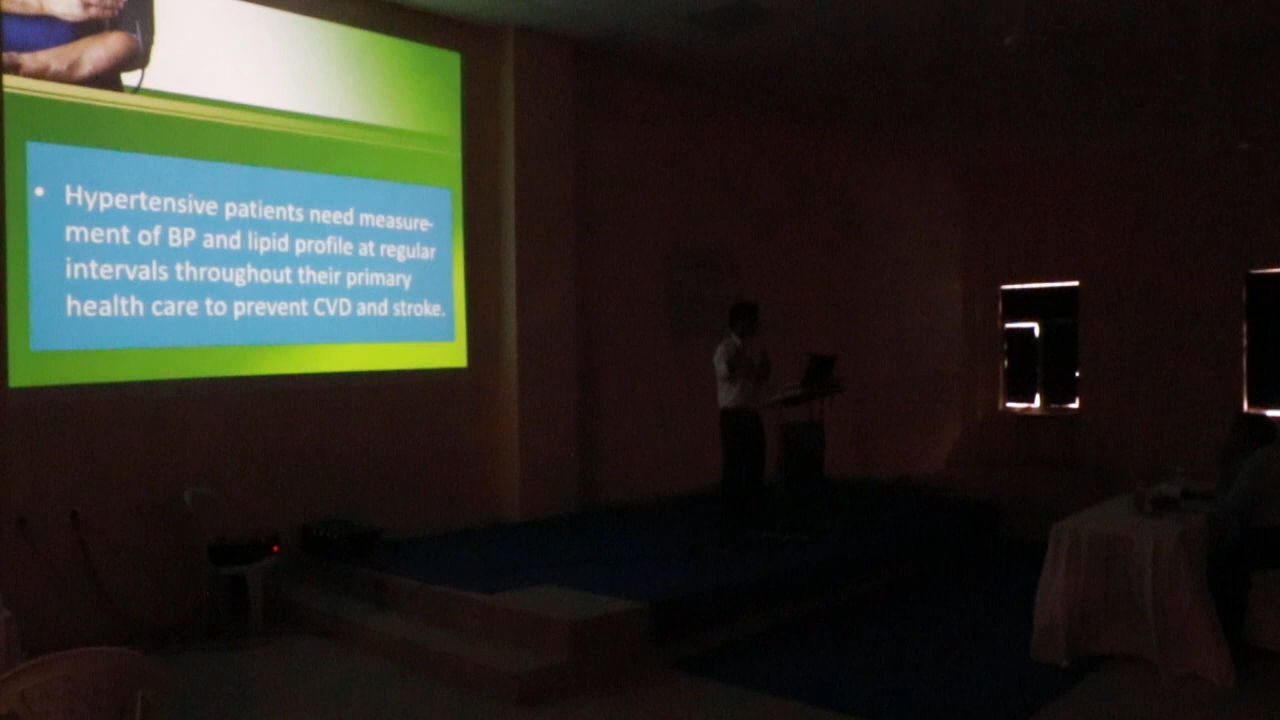 • Hypertensive patients need measure-
ment of BP and lipid profile at regular
intervals throughout their primary
health care to prevent CVD and stroke.